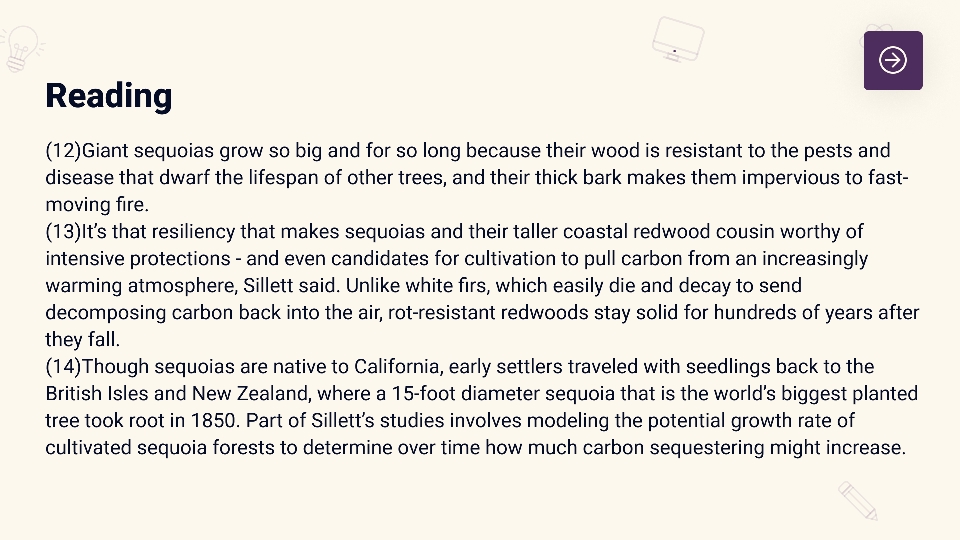 Reading
(12)Giant sequoias grow so big and for so long because their wood is resistant to the pests and
disease that dwarf the lifespan of other trees, and their thick bark makes them impervious to fast-
moving fire.
(13)It’s that resiliency that makes sequoias and their taller coastal redwood cousin worthy of
intensive protections - and even candidates for cultivation to pull carbon from an increasingly
warming atmosphere, Sillett said. Unlike white firs, which easily die and decay to send
decomposing carbon back into the air, rot-resistant redwoods stay solid for hundreds of years after
they fall.
(14)Though sequoias are native to California, early settlers traveled with seedlings back to the
British Isles and New Zealand, where a 15-foot diameter sequoia that is the world’s biggest planted
tree took root in 1850. Part of Sillett’s studies involves modeling the potential growth rate of
cultivated sequoia forests to determine over time how much carbon sequestering might increase.